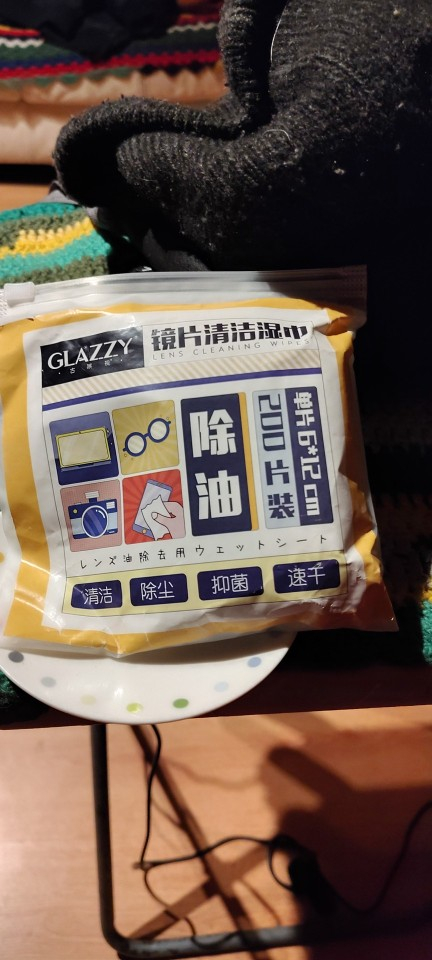 GLAZZY
镜片清洁湿巾
LENS CLEANING WIPES
除油
200片装
单片6*12cm
レンズ油除去用ウエットシート
清洁
除尘
抑菌
速干